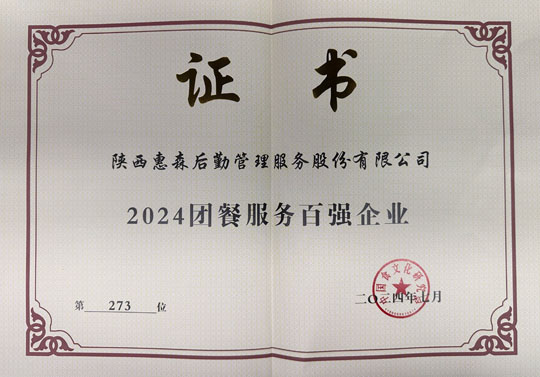 证 书
陕西惠森后勤管理服务股份有限公司
2024团餐服务百强企业
第 273 位
二〇二四年七月